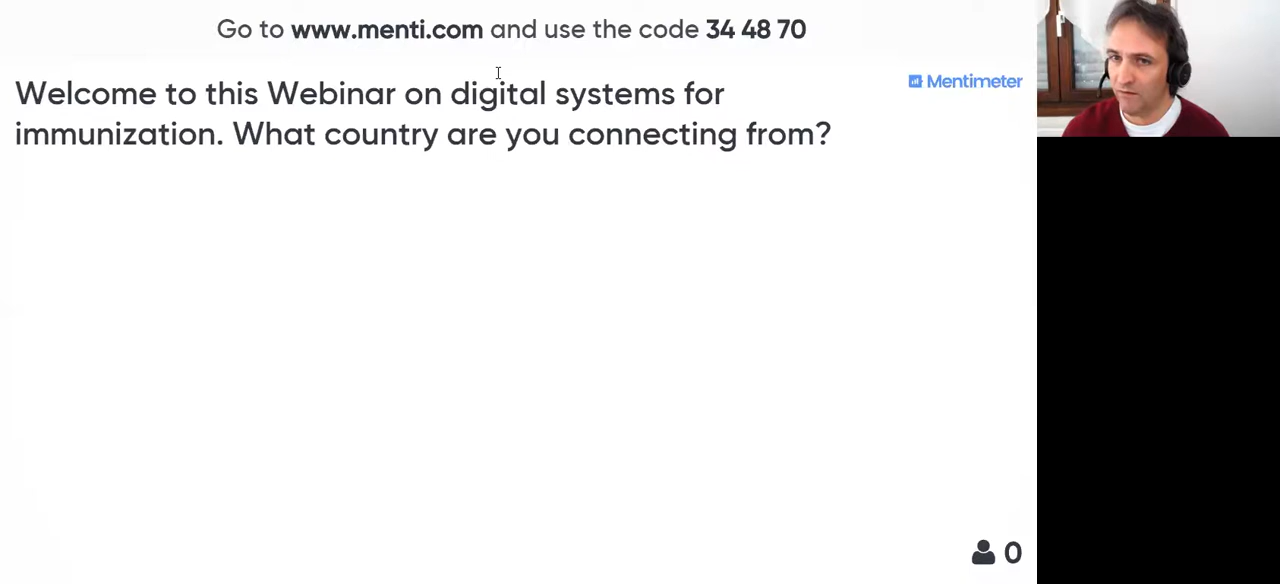 Go to www.menti.com and use the code 34 48 70
Welcome to this Webinar on digital systems for
immunization. What country are you connecting from?
Mentimeter
0